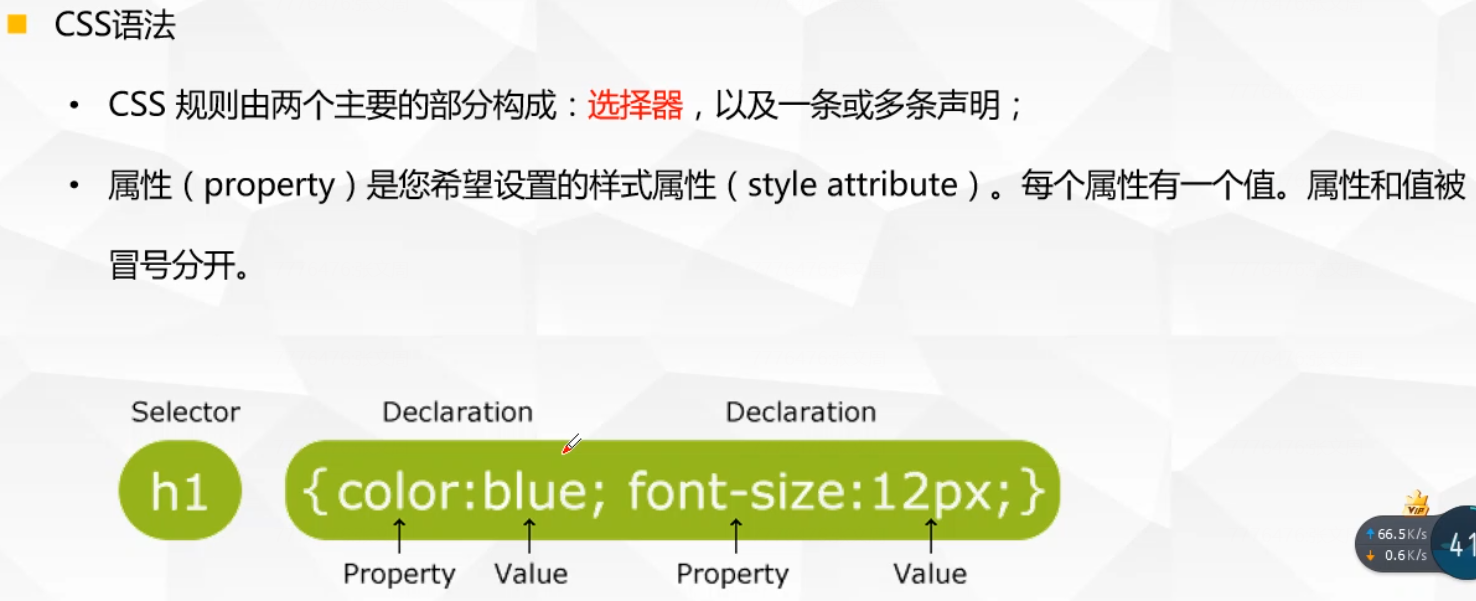 CSS语法
CSS 规则由两个主要的部分构成：选择器，以及一条或多条声明；
属性（property）是您希望设置的样式属性（style attribute）。每个属性有一个值。属性和值被
冒号分开。
Selector Declaration Declaration
h1 {color:blue; font-size:12px;}
Property Value Property Value
VIP
66.5K/s
0.6K/s
41